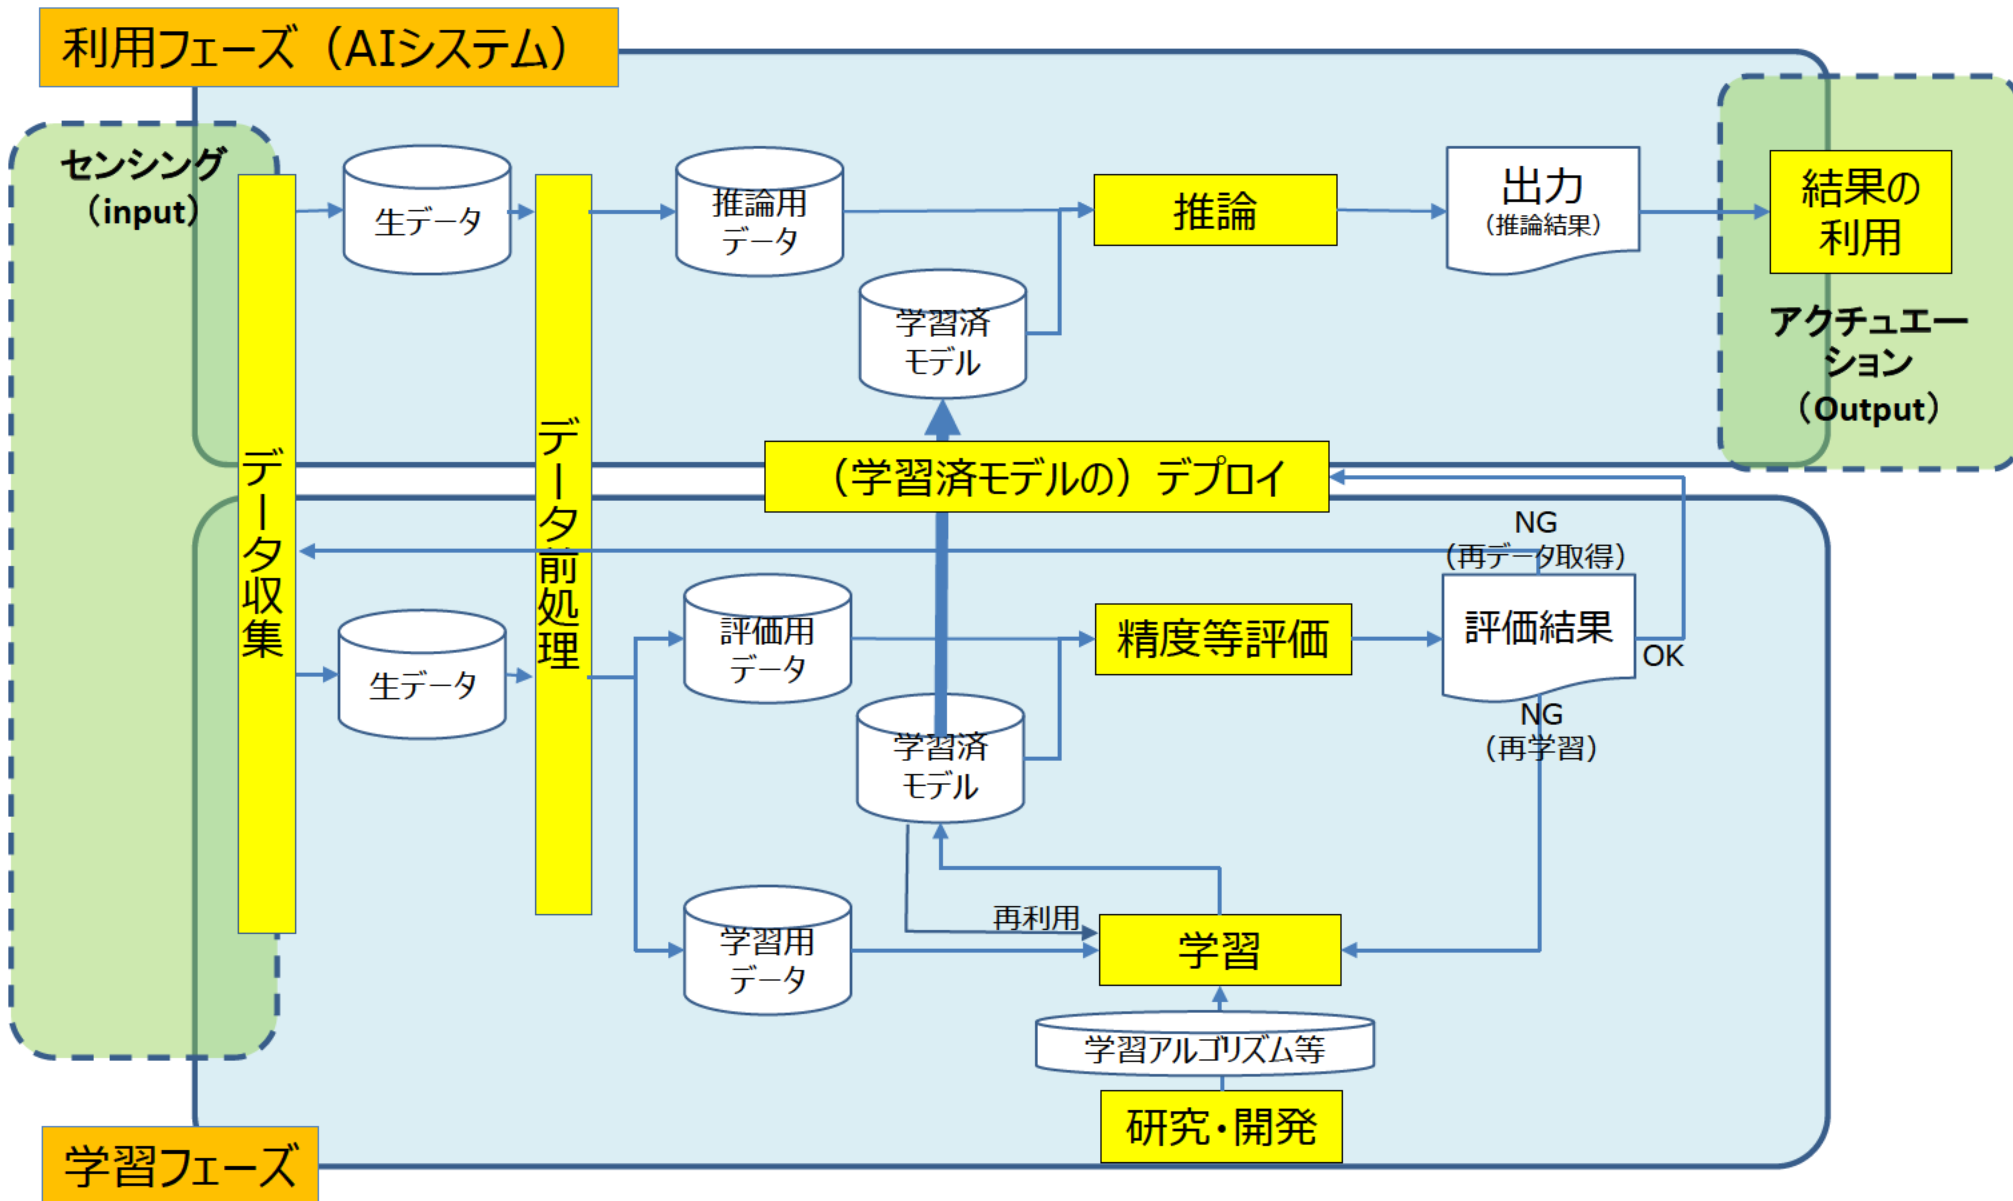 利用フェーズ（AIシステム）
センシング
（input）
データ収集
生データ
データ前処理
推論用
データ
学習済
モデル
推論
出力
（推論結果）
結果の
利用
アクチュエー
ション
（Output）
（学習済モデルの）デプロイ
NG
（再データ取得）
生データ
評価用
データ
精度等評価
評価結果
OK
NG
（再学習）
学習済
モデル
再利用
学習用
データ
学習
学習アルゴリズム等
研究・開発
学習フェーズ